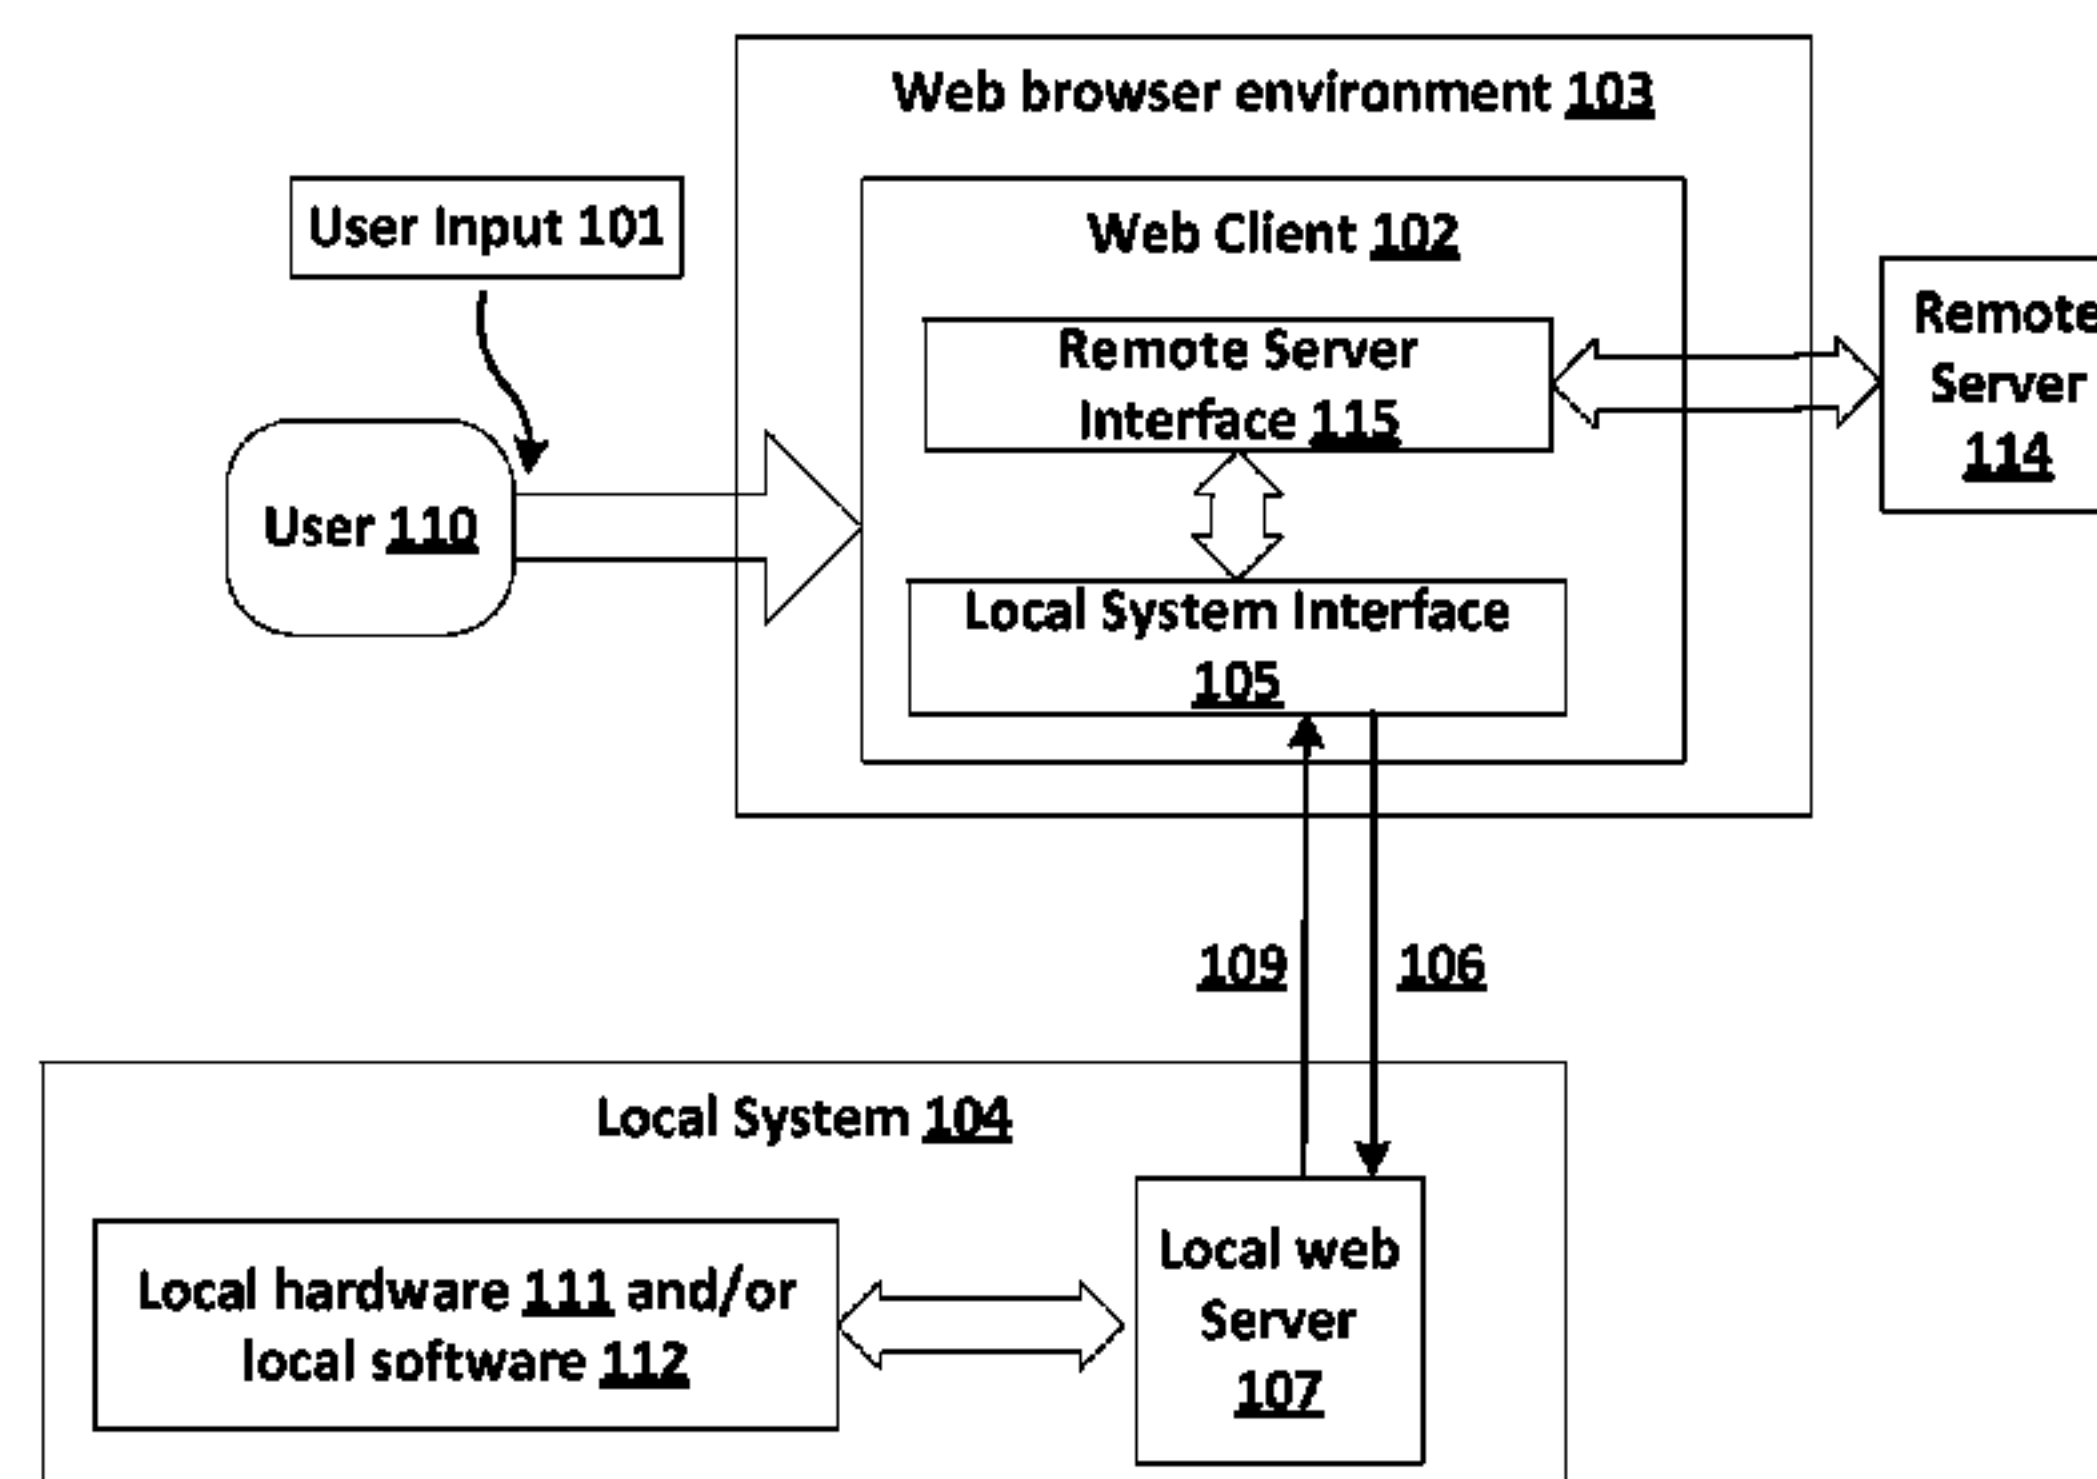 Web browser environment 103
User Input 101
Web Client 102
Remote Server
Interface 115
Remote
Server
114
User 110
Local System Interface
105
109
106
Local System 104
Local hardware 111 and/or
local software 112
Local web
Server
107